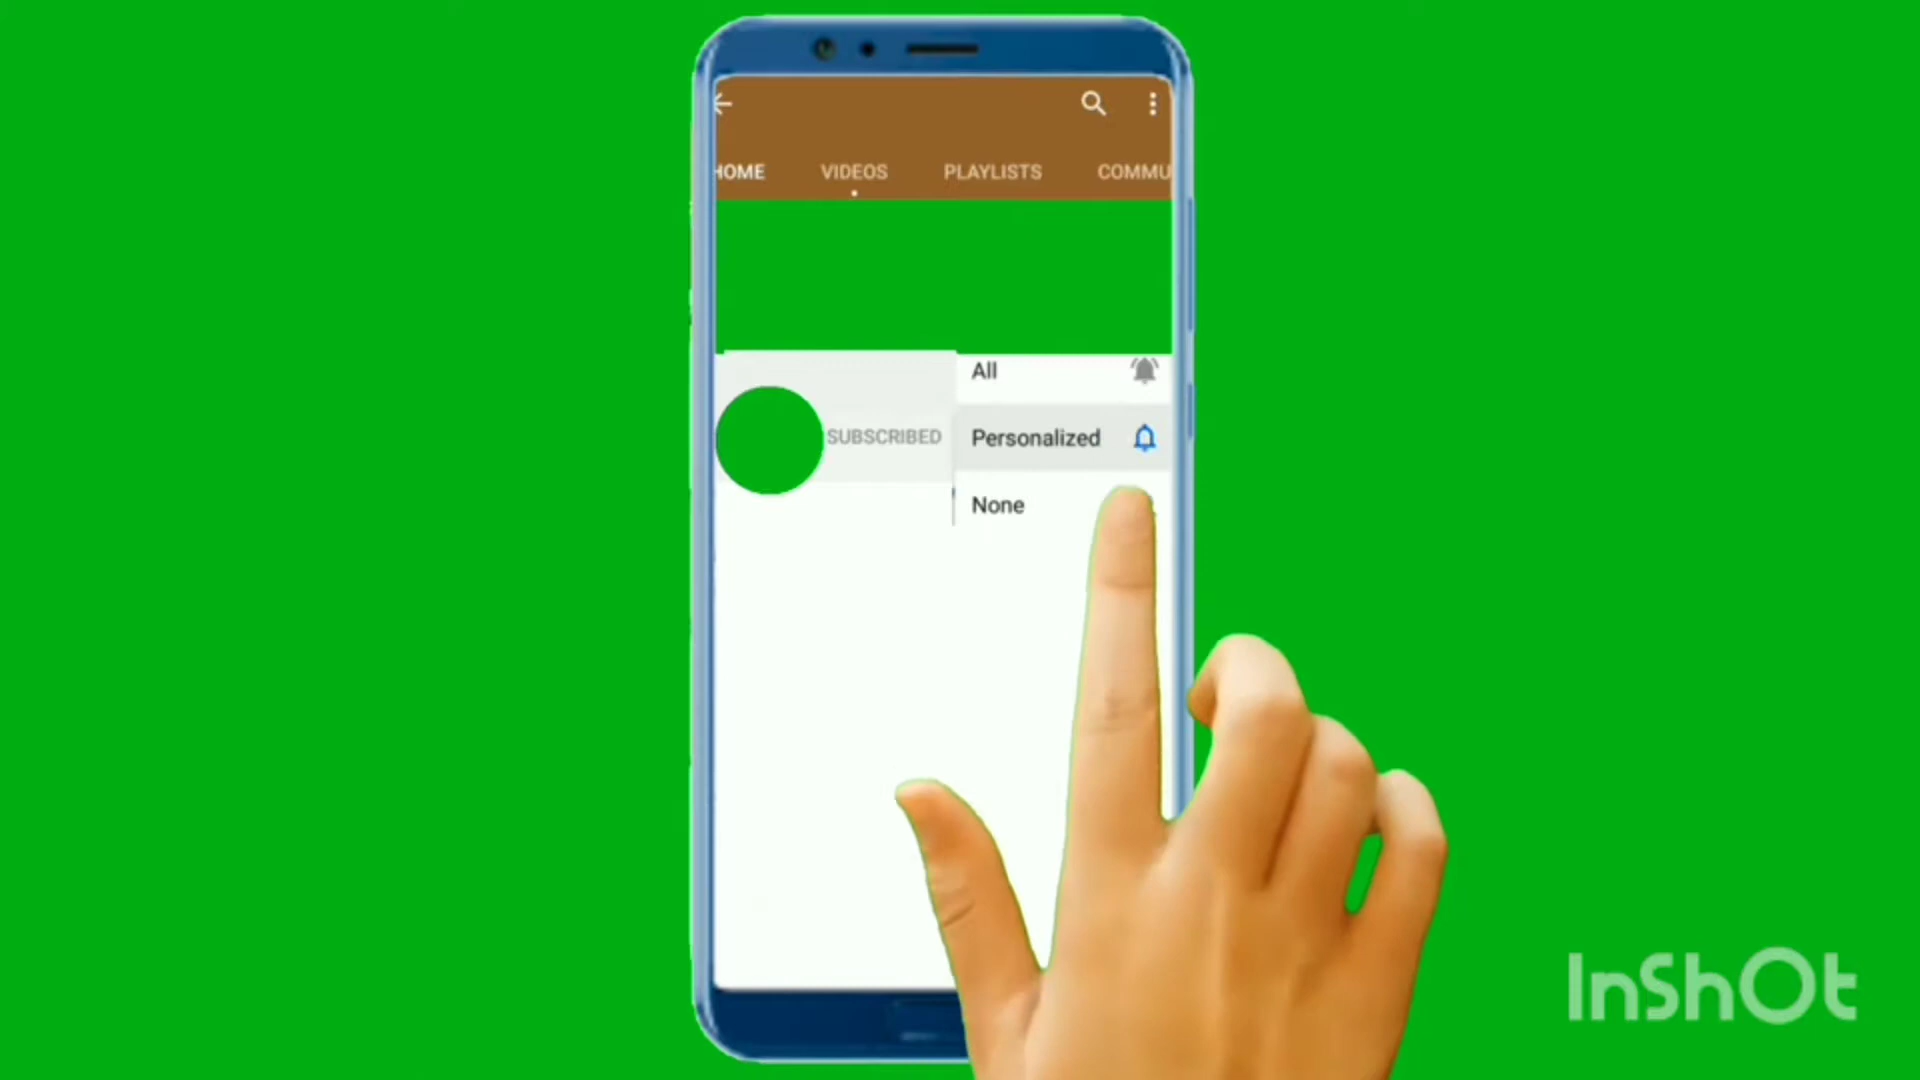 HOME VIDEOS PLAYLISTS COMMU
All
SUBSCRIBED Personalized
None
InShOt